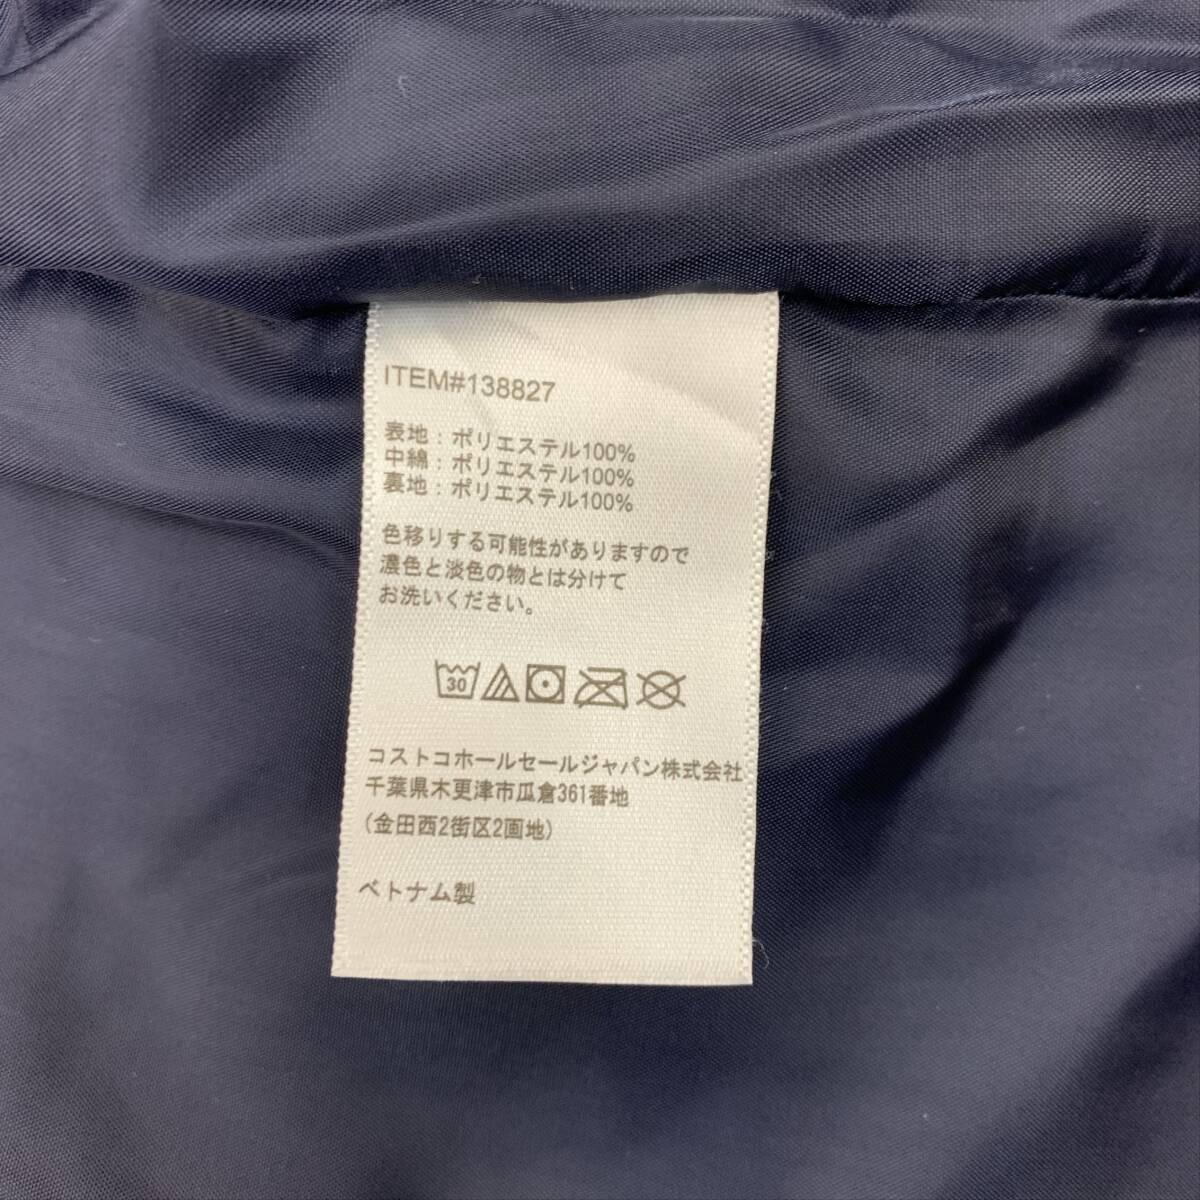 ITEM#138827
表地：ポリエステル100%
中綿：ポリエステル100%
裏地：ポリエステル100%
色移りする可能性がありますので
濃色と淡色の物とは分けて
お洗いください。
30
コストコホールセールジャパン株式会社
千葉県木更津市瓜倉361番地
(金田西2街区2画地)
ベトナム製